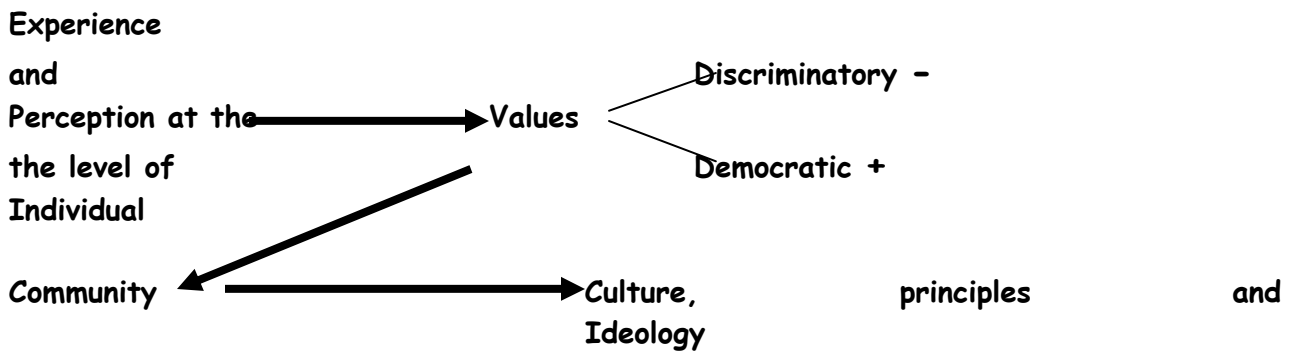 Experience
and
Discriminatory –
Perception at the
Values
the level of
Democratic +
Individual
Community
Culture, principles and
Ideology